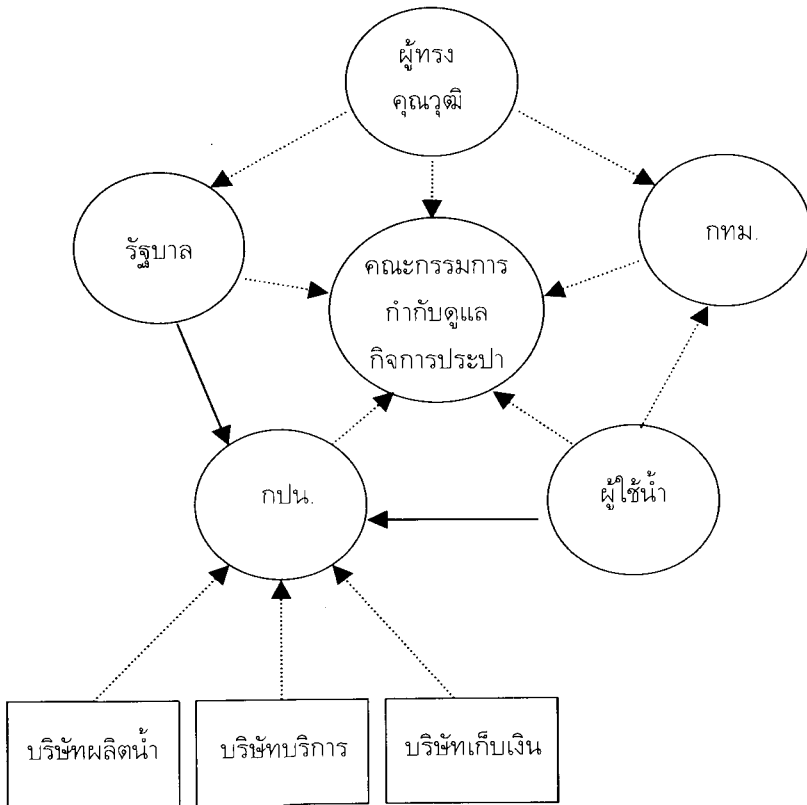 ผู้ทรง
คุณวุฒิ
รัฐบาล
กทม.
คณะกรรมการ
กำกับดูแล
กิจการประปา
กปน.
ผู้ใช้น้ำ
บริษัทผลิตน้ำ
บริษัทบริการ
บริษัทเก็บเงิน